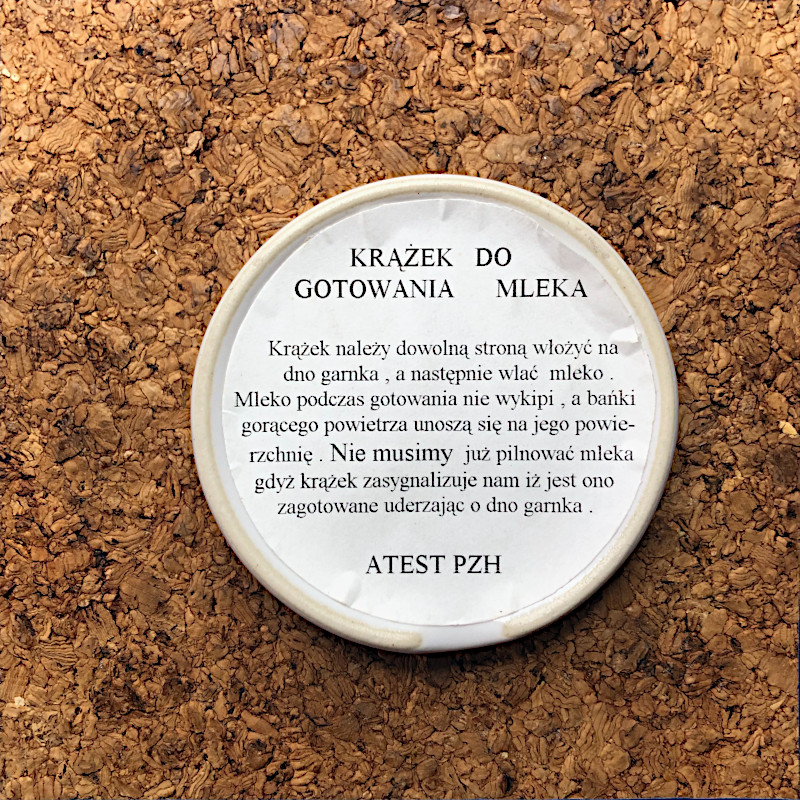 KRĄŻEK DO
GOTOWANIA MLEKA
Krążek należy dowolną stroną włożyć na
dno garnka , a następnie wlać mleko .
Mleko podczas gotowania nie wykipi , a bańki
gorącego powietrza unoszą się na jego powie-
rzchnię . Nie musimy już pilnować mleka
gdyż krążek zasygnalizuje nam iż jest ono
zagotowane uderzając o dno garnka .
ATEST PZH